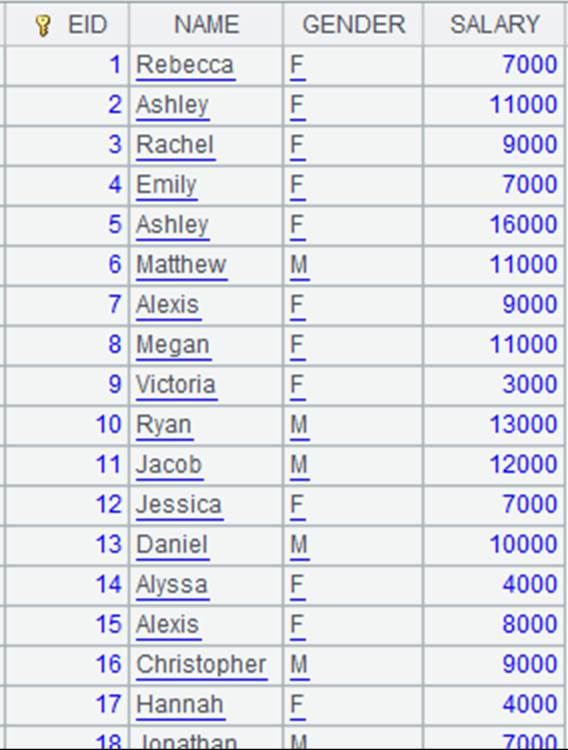 EID NAME GENDER SALARY
1 Rebecca F 7000
2 Ashley F 11000
3 Rachel F 9000
4 Emily F 7000
5 Ashley F 16000
6 Matthew M 11000
7 Alexis F 9000
8 Megan F 11000
9 Victoria F 3000
10 Ryan M 13000
11 Jacob M 12000
12 Jessica F 7000
13 Daniel M 10000
14 Alyssa F 4000
15 Alexis F 8000
16 Christopher M 9000
17 Hannah F 4000
18 Jonathan M 7000